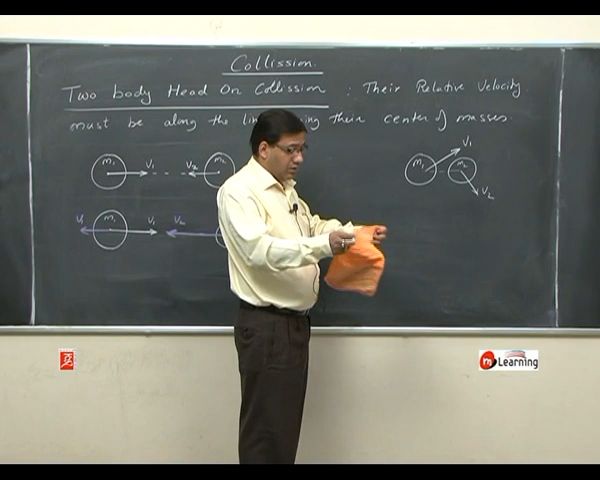 Collission.
Two body Head On Collission : Their Relative Velocity
must be along the line their center of masses.
m₁ V₁ V₂ m₂ m₁ V₁ m₂ V₂
V₁ m₁ V₁ V₂
m Learning